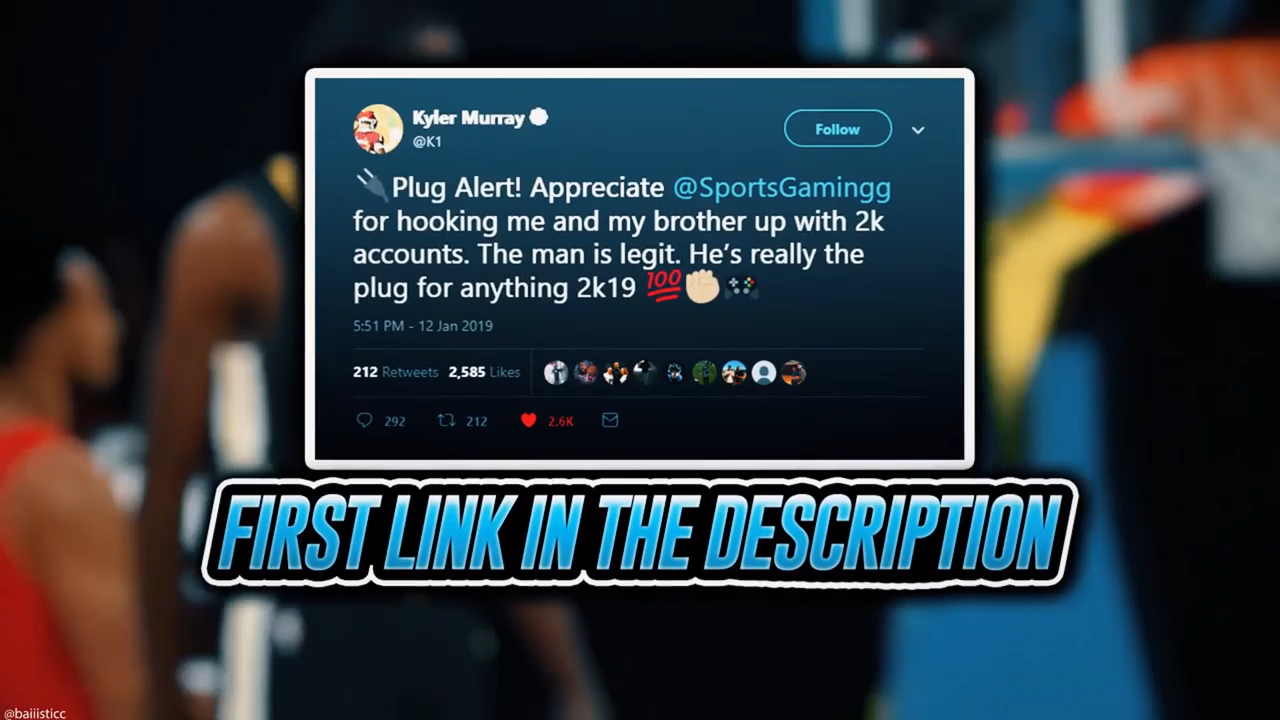 Kyler Murray
@K1
Follow
🔌Plug Alert! Appreciate @SportsGamingg
for hooking me and my brother up with 2k
accounts. The man is legit. He’s really the
plug for anything 2k19 💯✊🏼🎮
5:51 PM - 12 Jan 2019
212 Retweets 2,585 Likes
292 212 2.6K
FIRST LINK IN THE DESCRIPTION
@baiiisticc